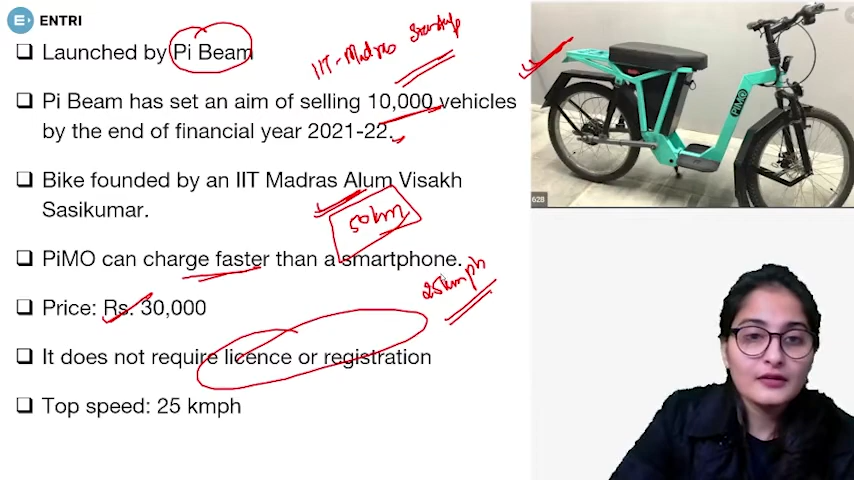 ENTRI
Launched by Pi Beam
IIT-Madras Startup
Pi Beam has set an aim of selling 10,000 vehicles
by the end of financial year 2021-22.
Bike founded by an IIT Madras Alum Visakh
Sasikumar.
50km
PiMO can charge faster than a smartphone.
25kmph
Price: Rs. 30,000
It does not require licence or registration
Top speed: 25 kmph
PIMO
628